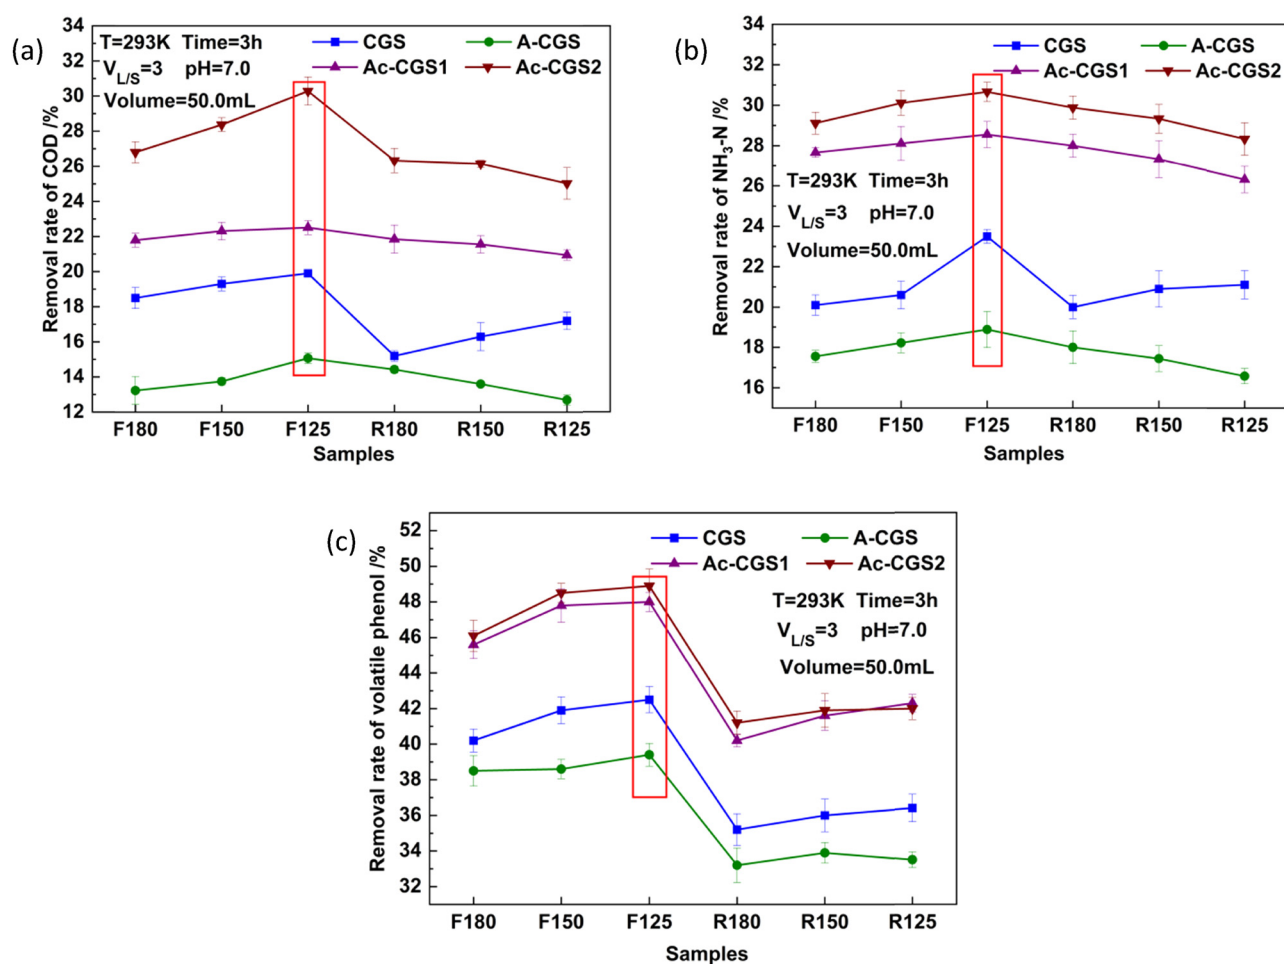 (a)
34
32
30
28
26
24
22
20
18
16
14
12
Removal rate of COD /%
T=293K Time=3h
V_L/S=3 pH=7.0
Volume=50.0mL
CGS A-CGS
Ac-CGS1 Ac-CGS2
F180 F150 F125 R180 R150 R125
Samples
(b)
34
32
30
28
26
24
22
20
18
16
Removal rate of NH3-N /%
CGS A-CGS
Ac-CGS1 Ac-CGS2
T=293K Time=3h
V_L/S=3 pH=7.0
Volume=50.0mL
F180 F150 F125 R180 R150 R125
Samples
(c)
52
50
48
46
44
42
40
38
36
34
32
Removal rate of volatile phenol /%
CGS A-CGS
Ac-CGS1 Ac-CGS2
T=293K Time=3h
V_L/S=3 pH=7.0
Volume=50.0mL
F180 F150 F125 R180 R150 R125
Samples